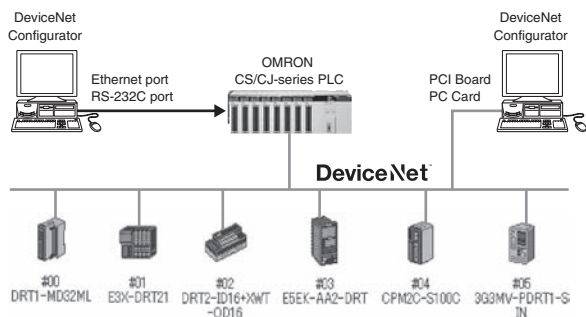 DeviceNet
Configurator
DeviceNet
Configurator
OMRON
CS/CJ-series PLC
Ethernet port
RS-232C port
PCI Board
PC Card
DeviceNet™
#00
DRT1-MD32ML
#01
E3X-DRT21
#02
DRT2-ID16+XWT
-OD16
#03
E5EK-AA2-DRT
#04
CPM2C-S100C
#05
3G3MV-PDRT1-S
IN